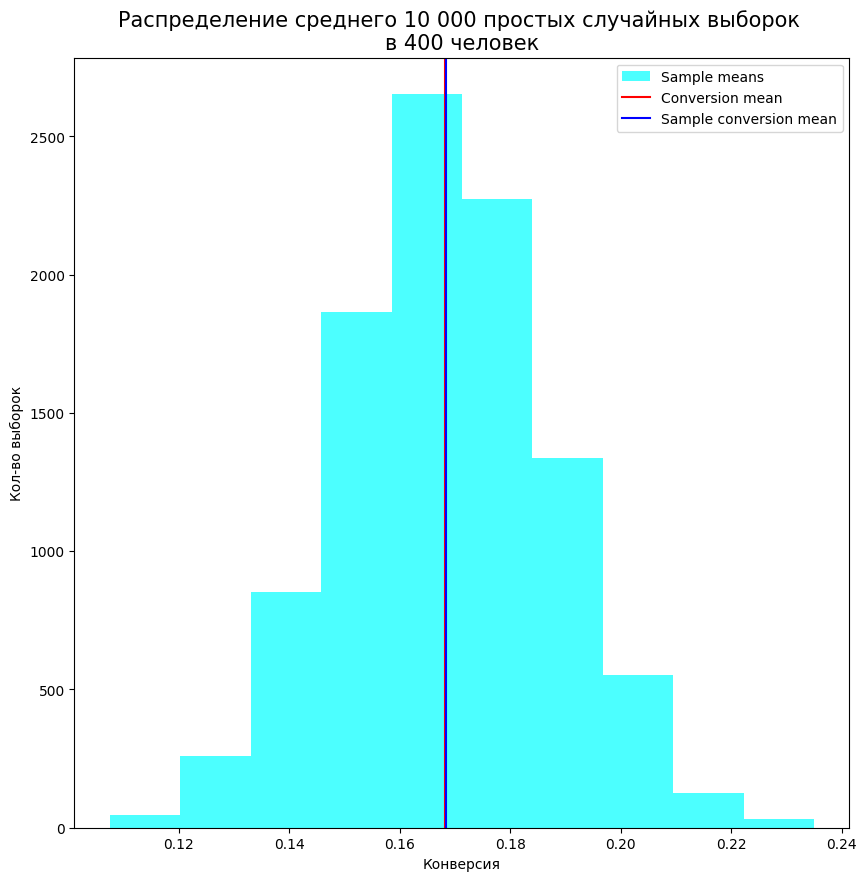 Распределение среднего 10 000 простых случайных выборок
в 400 человек
Sample means
Conversion mean
Sample conversion mean
Кол-во выборок
2500
2000
1500
1000
500
0
0.12
0.14
0.16
0.18
0.20
0.22
0.24
Конверсия